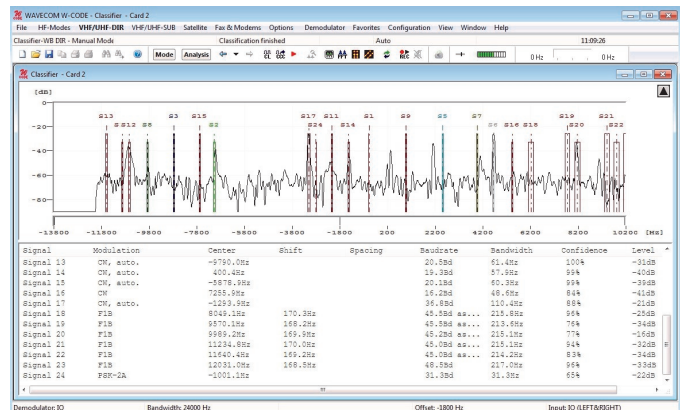 WAVECOM W-CODE - Classifier - Card 2
File HF-Modes VHF/UHF-DIR VHF/UHF-SUB Satellite Fax & Modems Options Demodulator Favorites Configuration View Window Help
Classifier-WB DIR - Manual Mode Classification finished Auto 11:09:26
Mode Analysis 0 Hz 0 Hz
Classifier - Card 2
[dB]
0
S13 S3 S15 S17 S11 S1 S9 S5 S7 S19 S21
S12 S8 S2 S24 S14 S6 S16 S18 S20 S22
-20
-40
-60
-13800 -11800 -9800 -7800 -5800 -3800 -1800 200 2200 4200 6200 8200 10200 [Hz]
Signal Modulation Center Shift Spacing Baudrate Bandwidth Confidence Level
Signal 13 CW, auto. -9790.0Hz 20.5Bd 61.4Hz 100% -31dB
Signal 14 CW, auto. 400.4Hz 19.3Bd 57.9Hz 99% -40dB
Signal 15 CW, auto. -5878.9Hz 20.1Bd 60.3Hz 99% -39dB
Signal 16 CW 7255.9Hz 16.2Bd 48.6Hz 84% -41dB
Signal 17 CW, auto. -1293.9Hz 36.8Bd 110.4Hz 88% -21dB
Signal 18 F1B 8049.1Hz 170.3Hz 45.5Bd as... 215.8Hz 96% -25dB
Signal 19 F1B 9570.1Hz 168.2Hz 45.5Bd as... 213.6Hz 76% -34dB
Signal 20 F1B 9989.2Hz 169.9Hz 45.2Bd as... 215.1Hz 77% -16dB
Signal 21 F1B 11234.8Hz 170.0Hz 45.0Bd as... 215.1Hz 94% -32dB
Signal 22 F1B 11640.4Hz 169.2Hz 45.0Bd as... 214.2Hz 83% -34dB
Signal 23 F1B 12031.0Hz 168.5Hz 48.5Bd 217.0Hz 96% -33dB
Signal 24 PSK-2A -1001.1Hz 31.3Bd 31.3Hz 65% -22dB
Demodulator: IQ Bandwidth: 24000 Hz Offset: -1800 Hz Input: IQ (LEFT&RIGHT)